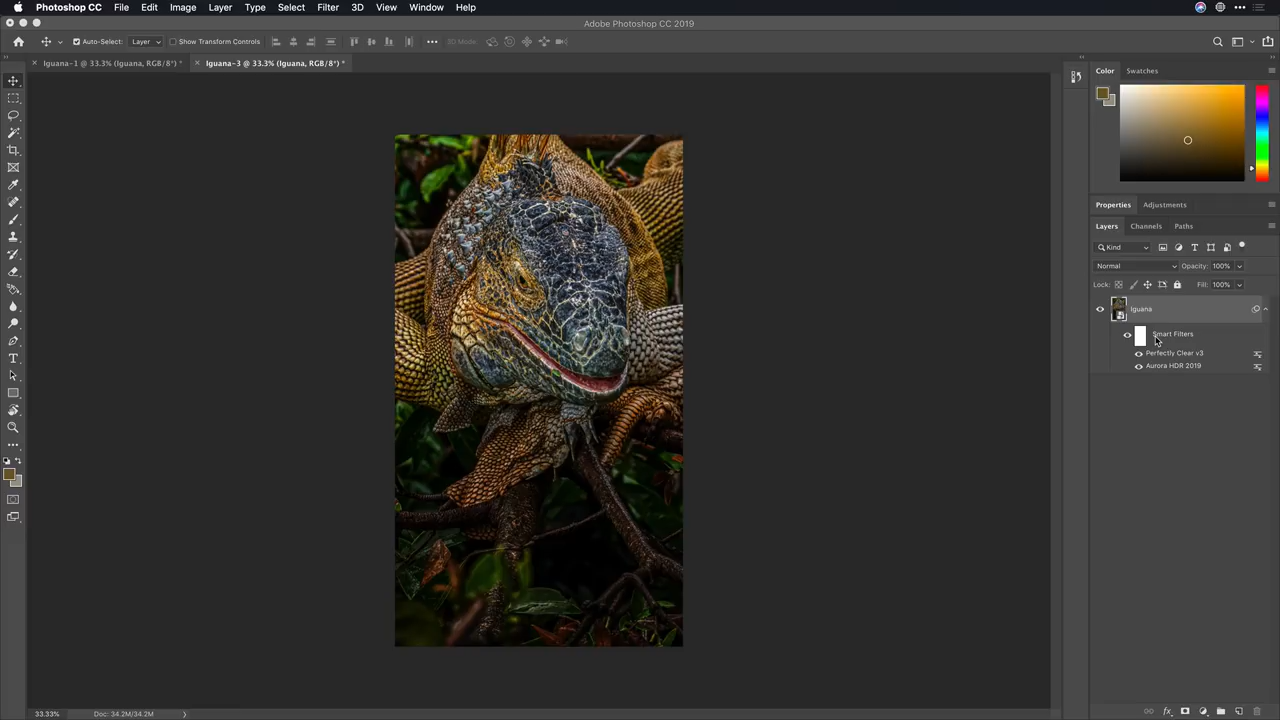 Photoshop CC File Edit Image Layer Type Select Filter 3D View Window Help
Adobe Photoshop CC 2019
Auto-Select: Layer Show Transform Controls 3D Mode:
Iguana-1 @ 33.3% (Iguana, RGB/8*) * Iguana-3 @ 33.3% (Iguana, RGB/8*) *
Color Swatches
Properties Adjustments
Layers Channels Paths
Kind
Normal Opacity: 100%
Lock: Fill: 100%
Iguana
Smart Filters
Perfectly Clear v3
Aurora HDR 2019
33.33% Doc: 34.2M/34.2M